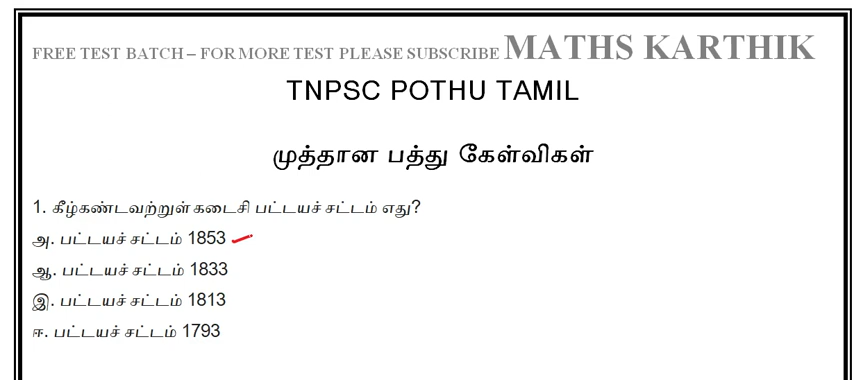 FREE TEST BATCH – FOR MORE TEST PLEASE SUBSCRIBE MATHS KARTHIK
TNPSC POTHU TAMIL
முத்தான பத்து கேள்விகள்
1. கீழ்கண்டவற்றுள் கடைசி பட்டயச் சட்டம் எது?
அ. பட்டயச் சட்டம் 1853
ஆ. பட்டயச் சட்டம் 1833
இ. பட்டயச் சட்டம் 1813
ஈ. பட்டயச் சட்டம் 1793